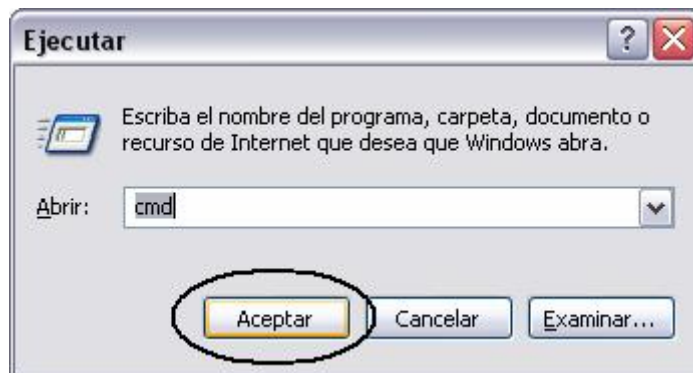 Ejecutar
?
Escriba el nombre del programa, carpeta, documento o
recurso de Internet que desea que Windows abra.
Abrir: cmd
Aceptar Cancelar Examinar...